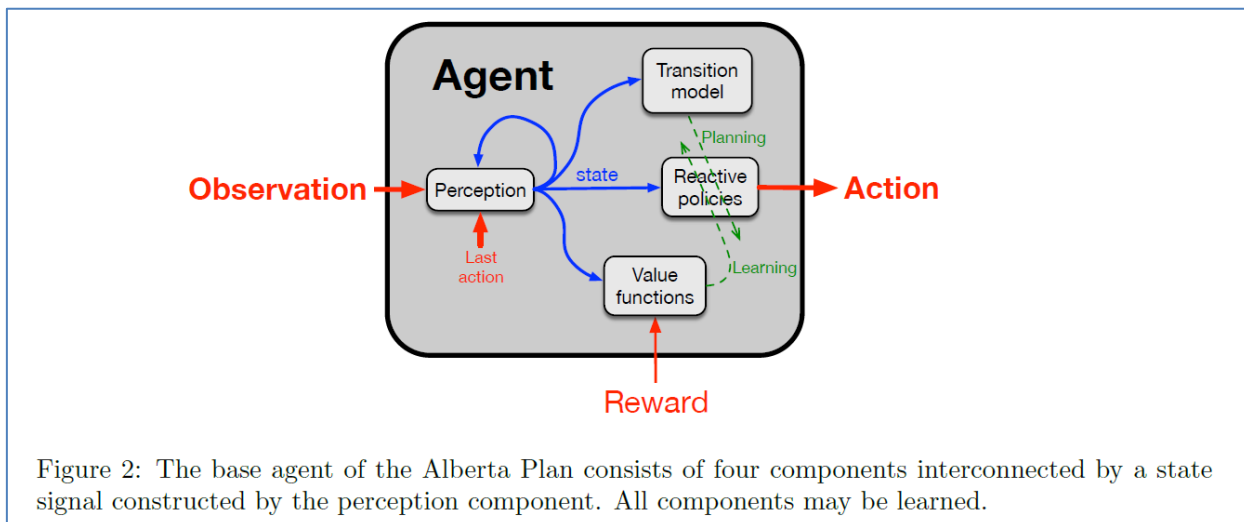 Agent
Transition
model
Planning
Observation
Perception
state
Reactive
policies
Action
Last
action
Learning
Value
functions
Reward
Figure 2: The base agent of the Alberta Plan consists of four components interconnected by a state
signal constructed by the perception component. All components may be learned.